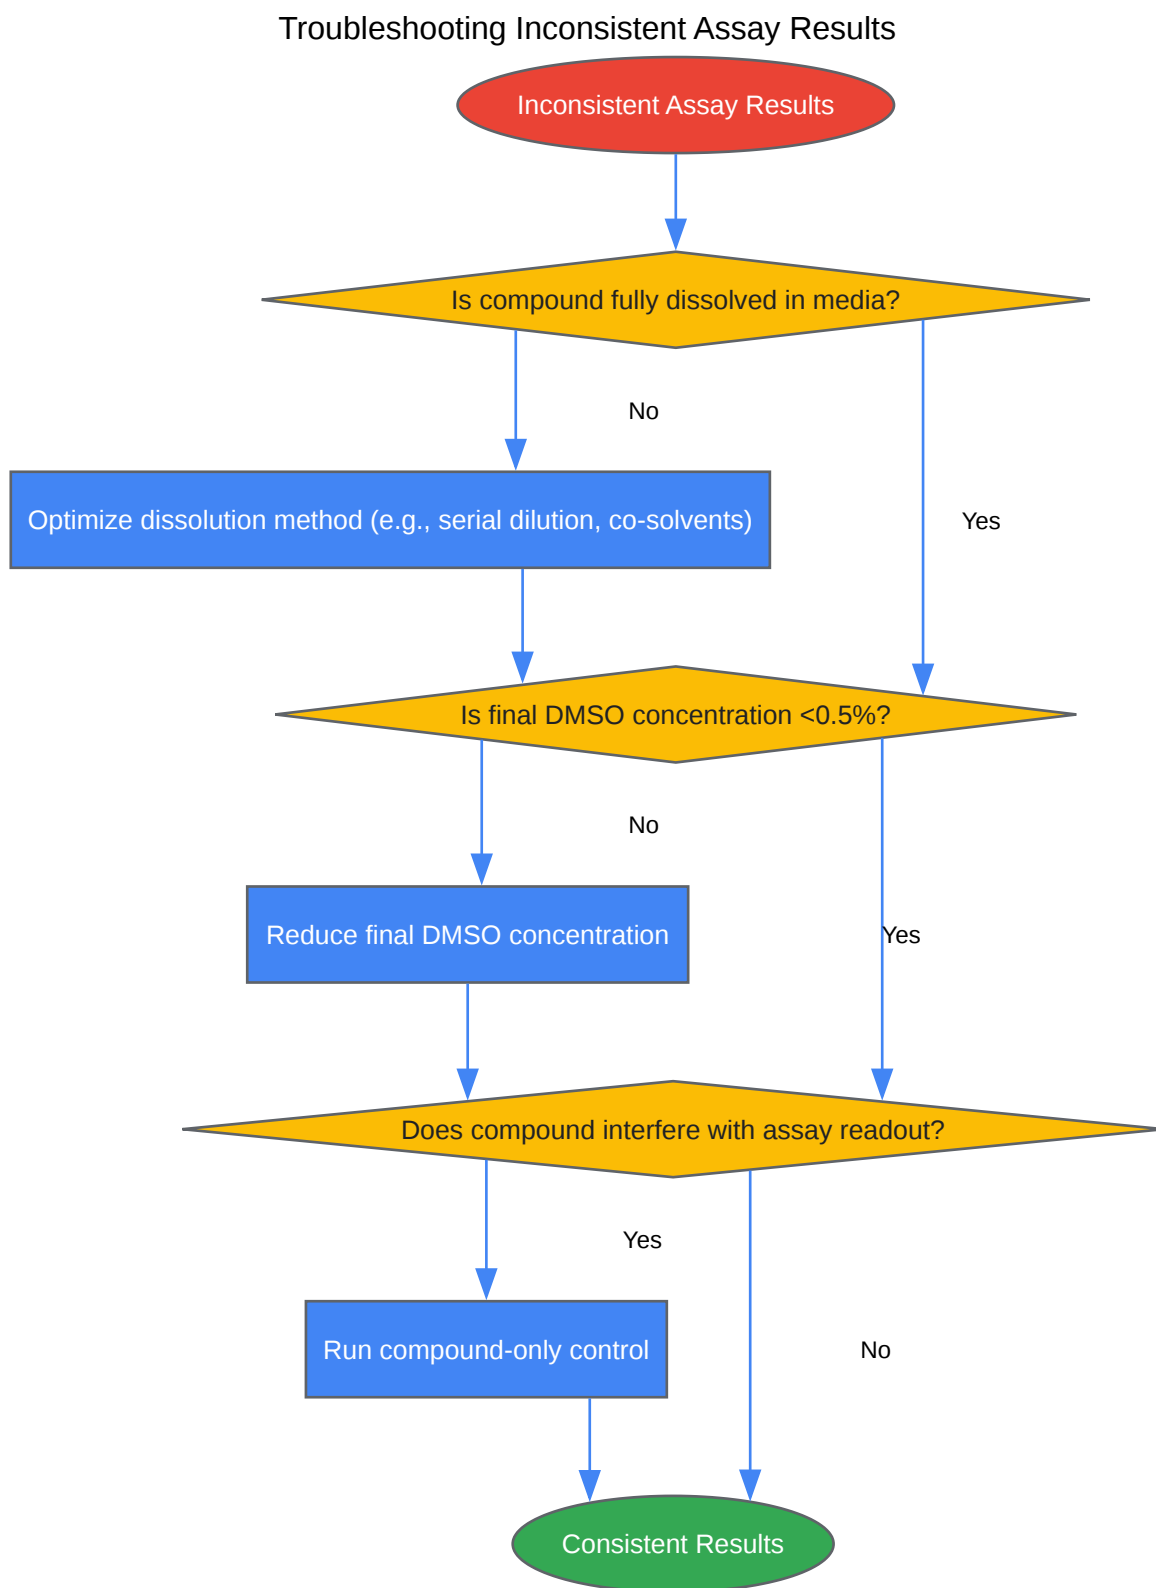 Troubleshooting Inconsistent Assay Results
Inconsistent Assay Results
Is compound fully dissolved in media?
No
Optimize dissolution method (e.g., serial dilution, co-solvents)
Yes
Is final DMSO concentration <0.5%?
No
Reduce final DMSO concentration
Yes
Does compound interfere with assay readout?
Yes
Run compound-only control
No
Consistent Results